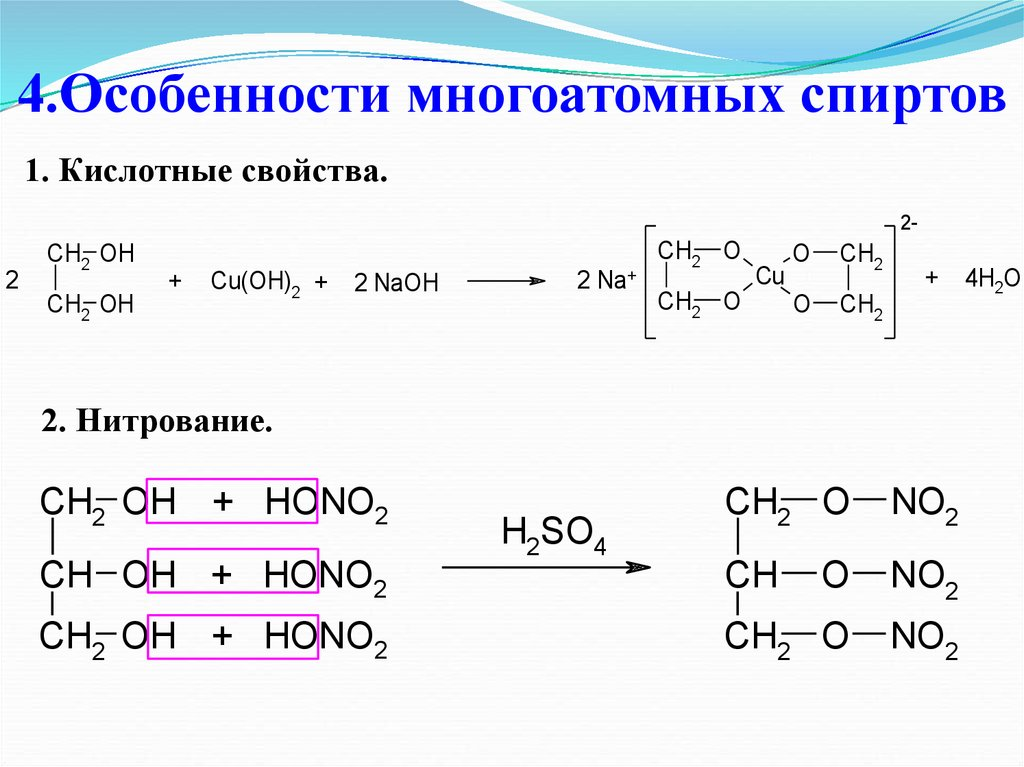 4.Особенности многоатомных спиртов
1. Кислотные свойства.
2-
CH2 OH CH2 O O CH2
2 + Cu(OH)2 + 2 NaOH 2 Na+ Cu + 4H2O
CH2 OH CH2 O O CH2
2. Нитрование.
CH2 OH + HONO2 CH2 O NO2
H2SO4
CH OH + HONO2 CH O NO2
CH2 OH + HONO2 CH2 O NO2